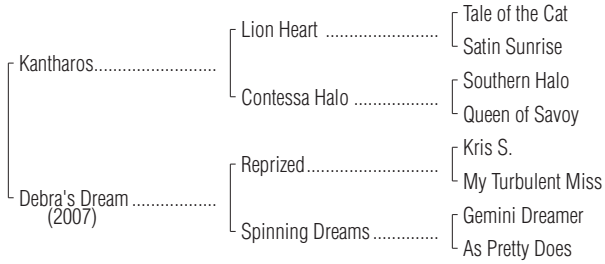 Tale of the Cat
Lion Heart ..........................
Satin Sunrise
Kantharos............................
Southern Halo
Contessa Halo ...................
Queen of Savoy
Kris S.
Reprized..............................
My Turbulent Miss
Debra's Dream ...................
(2007)
Gemini Dreamer
Spinning Dreams...............
As Pretty Does